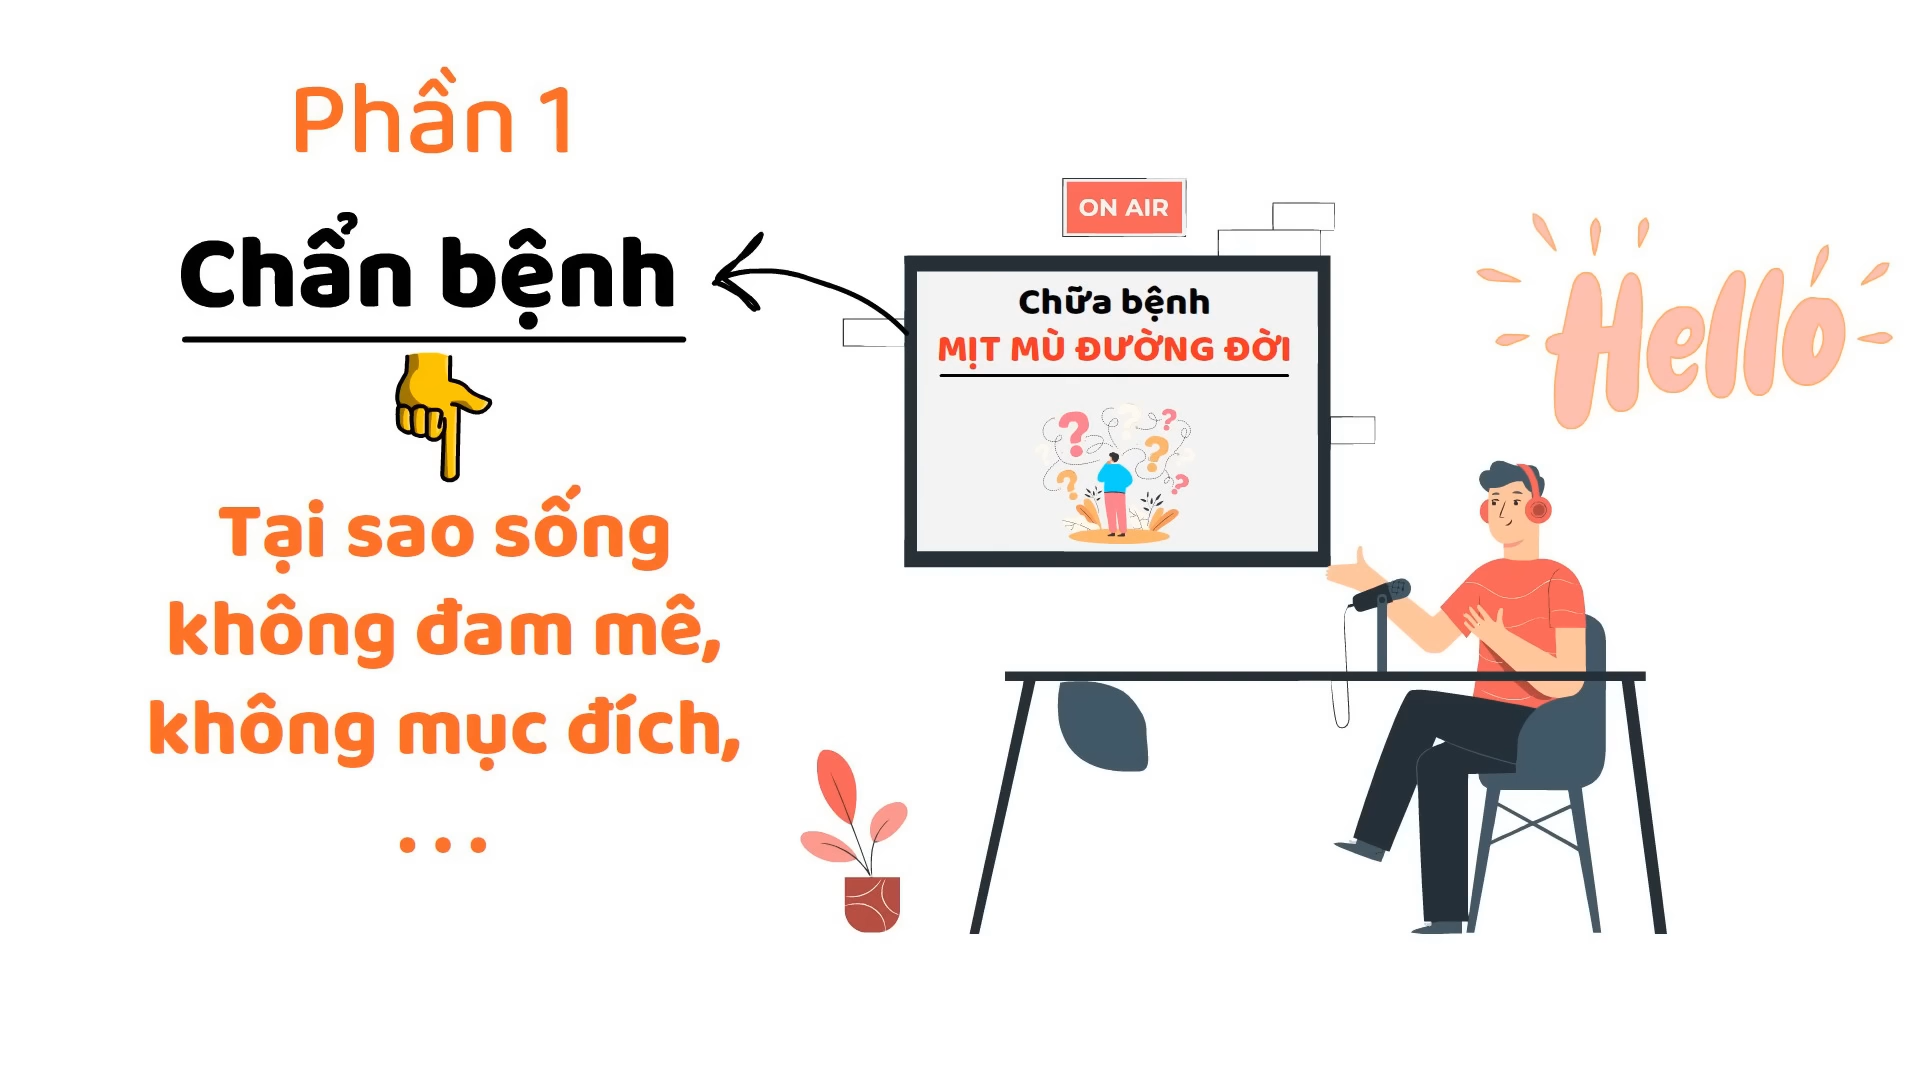 Phần 1
Chẩn bệnh
Tại sao sống
không đam mê,
không mục đích,
...
ON AIR
Chữa bệnh
MỊT MÙ ĐƯỜNG ĐỜI
? ? ? ? ? ?
Hello